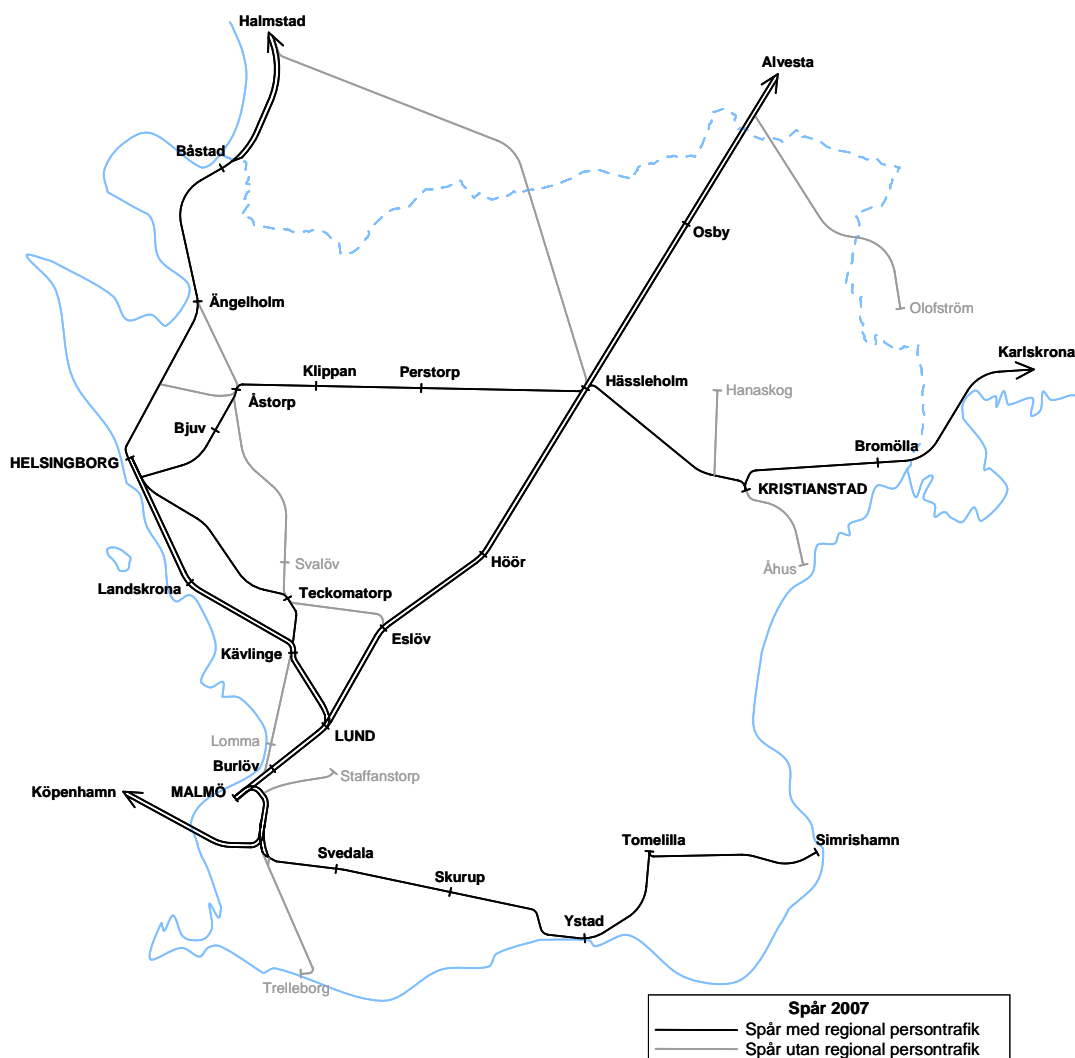 Halmstad
Alvesta
Båstad
Osby
Ängelholm
Olofström
Karlskrona
Klippan
Perstorp
Hässleholm
Hanaskog
Åstorp
Bjuv
Bromölla
HELSINGBORG
KRISTIANSTAD
Svalöv
Höör
Åhus
Landskrona
Teckomatorp
Eslöv
Kävlinge
LUND
Lomma
Burlöv
Staffanstorp
Köpenhamn
MALMÖ
Tomelilla
Simrishamn
Svedala
Skurup
Ystad
Trelleborg
Spår 2007
Spår med regional persontrafik
Spår utan regional persontrafik